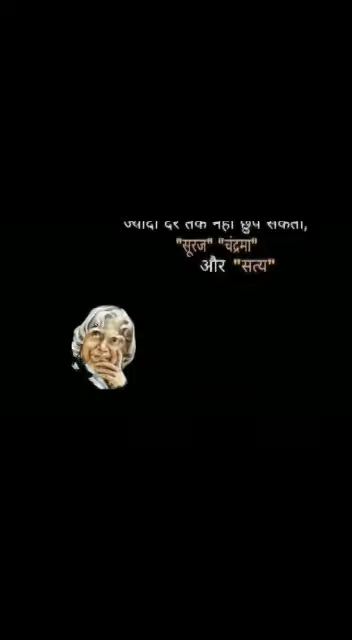 ज्यादा देर तक नहीं छुप सकता,
"सूरज" "चंद्रमा"
और "सत्य"